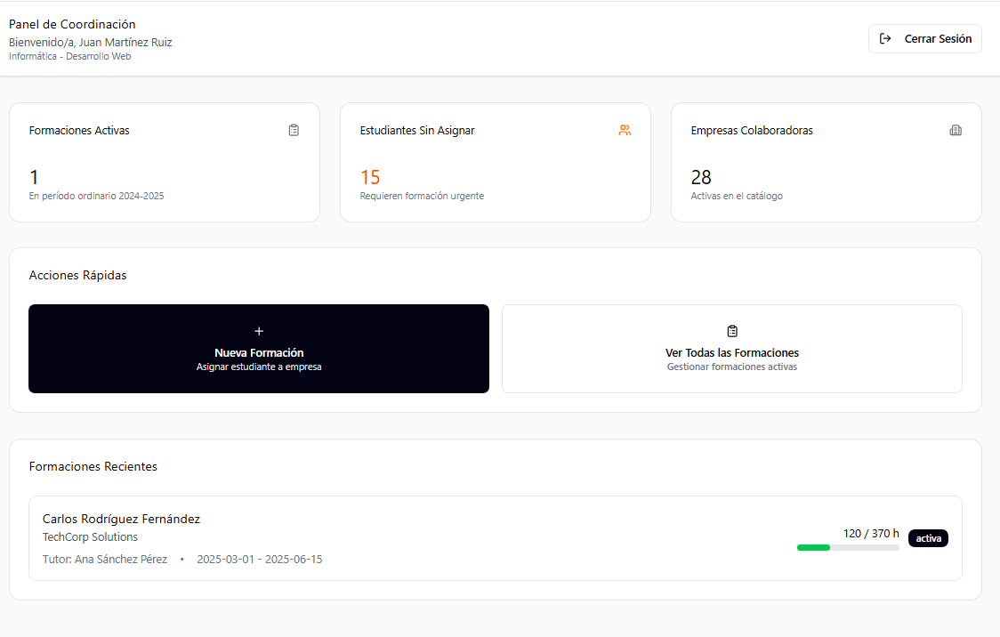 Panel de Coordinación
Bienvenido/a, Juan Martínez Ruiz
Informática - Desarrollo Web
Cerrar Sesión
Formaciones Activas
1
En período ordinario 2024-2025
Estudiantes Sin Asignar
15
Requieren formación urgente
Empresas Colaboradoras
28
Activas en el catálogo
Acciones Rápidas
Nueva Formación
Asignar estudiante a empresa
Ver Todas las Formaciones
Gestionar formaciones activas
Formaciones Recientes
Carlos Rodríguez Fernández
TechCorp Solutions
Tutor: Ana Sánchez Pérez • 2025-03-01 - 2025-06-15
120 / 370 h
activa